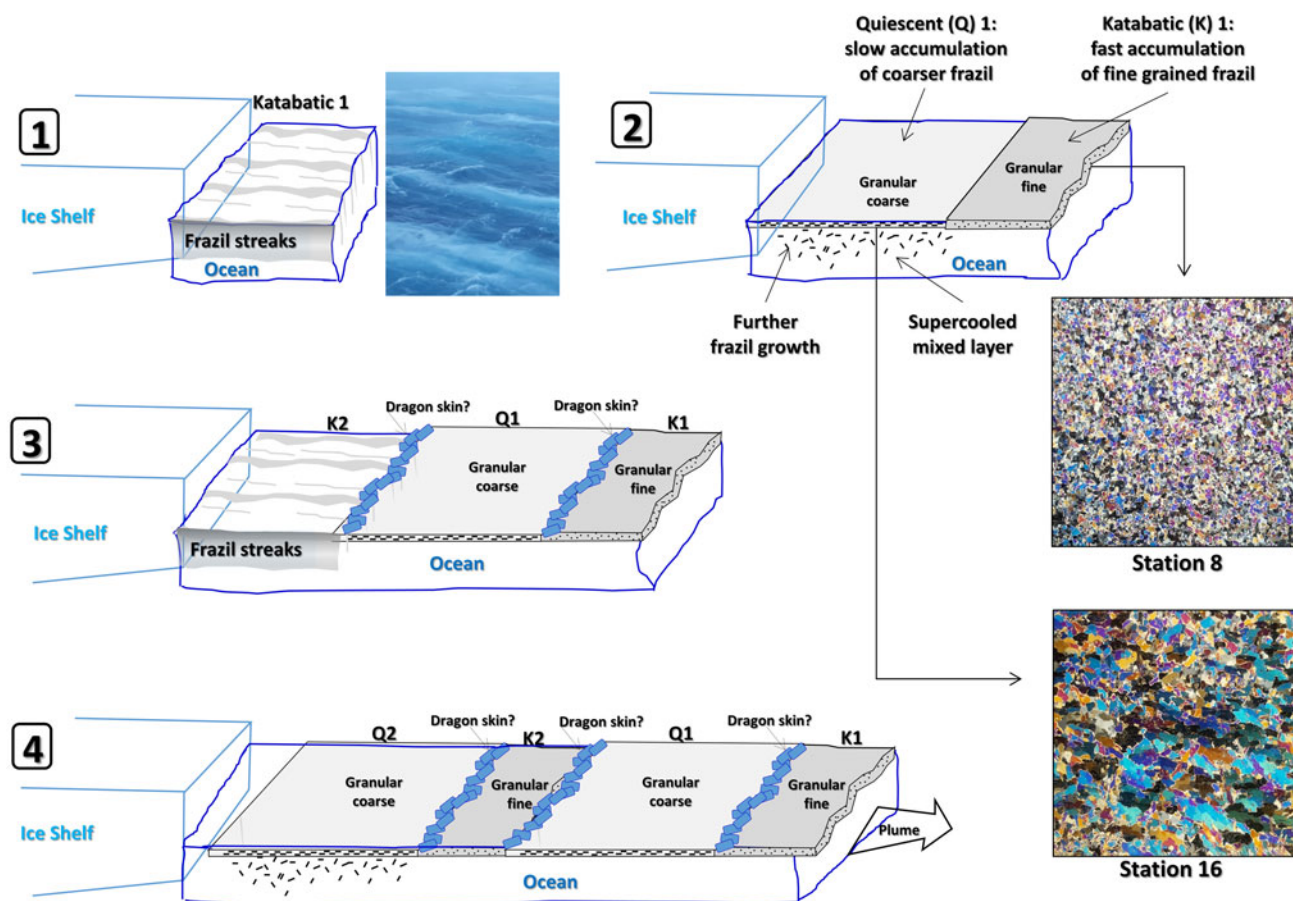 1
Katabatic 1
Ice Shelf
Frazil streaks
Ocean
2
Quiescent (Q) 1:
slow accumulation
of coarser frazil
Katabatic (K) 1:
fast accumulation
of fine grained frazil
Ice Shelf
Granular
coarse
Granular
fine
Ocean
Further
frazil growth
Supercooled
mixed layer
Station 8
3
K2
Dragon skin?
Q1
Dragon skin?
K1
Ice Shelf
Granular
coarse
Granular
fine
Frazil streaks
Ocean
4
Q2
Dragon skin?
K2
Dragon skin?
Q1
Dragon skin?
K1
Ice Shelf
Granular
coarse
Granular
fine
Granular
coarse
Granular
fine
Plume
Ocean
Station 16